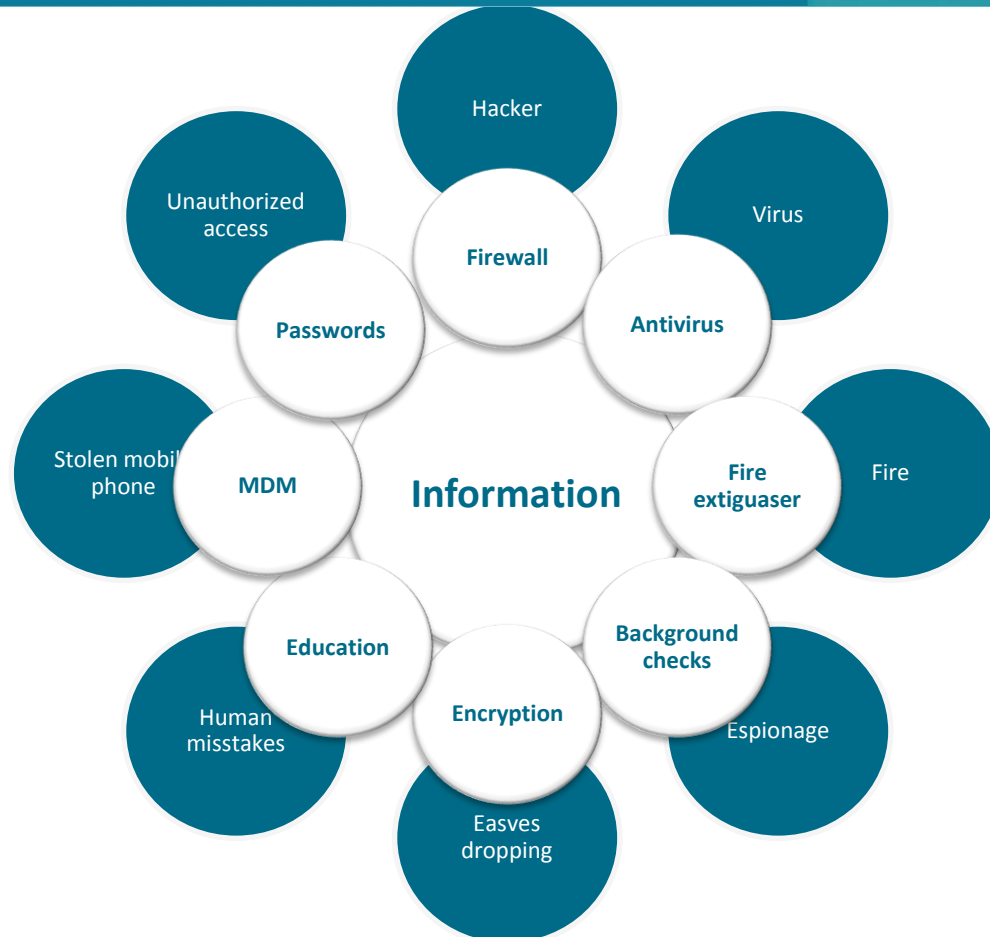 Hacker
Unauthorized
access
Virus
Firewall
Passwords
Antivirus
Stolen mobil
phone
MDM
Information
Fire
extiguaser
Fire
Education
Background
checks
Encryption
Human
misstakes
Espionage
Easves
dropping